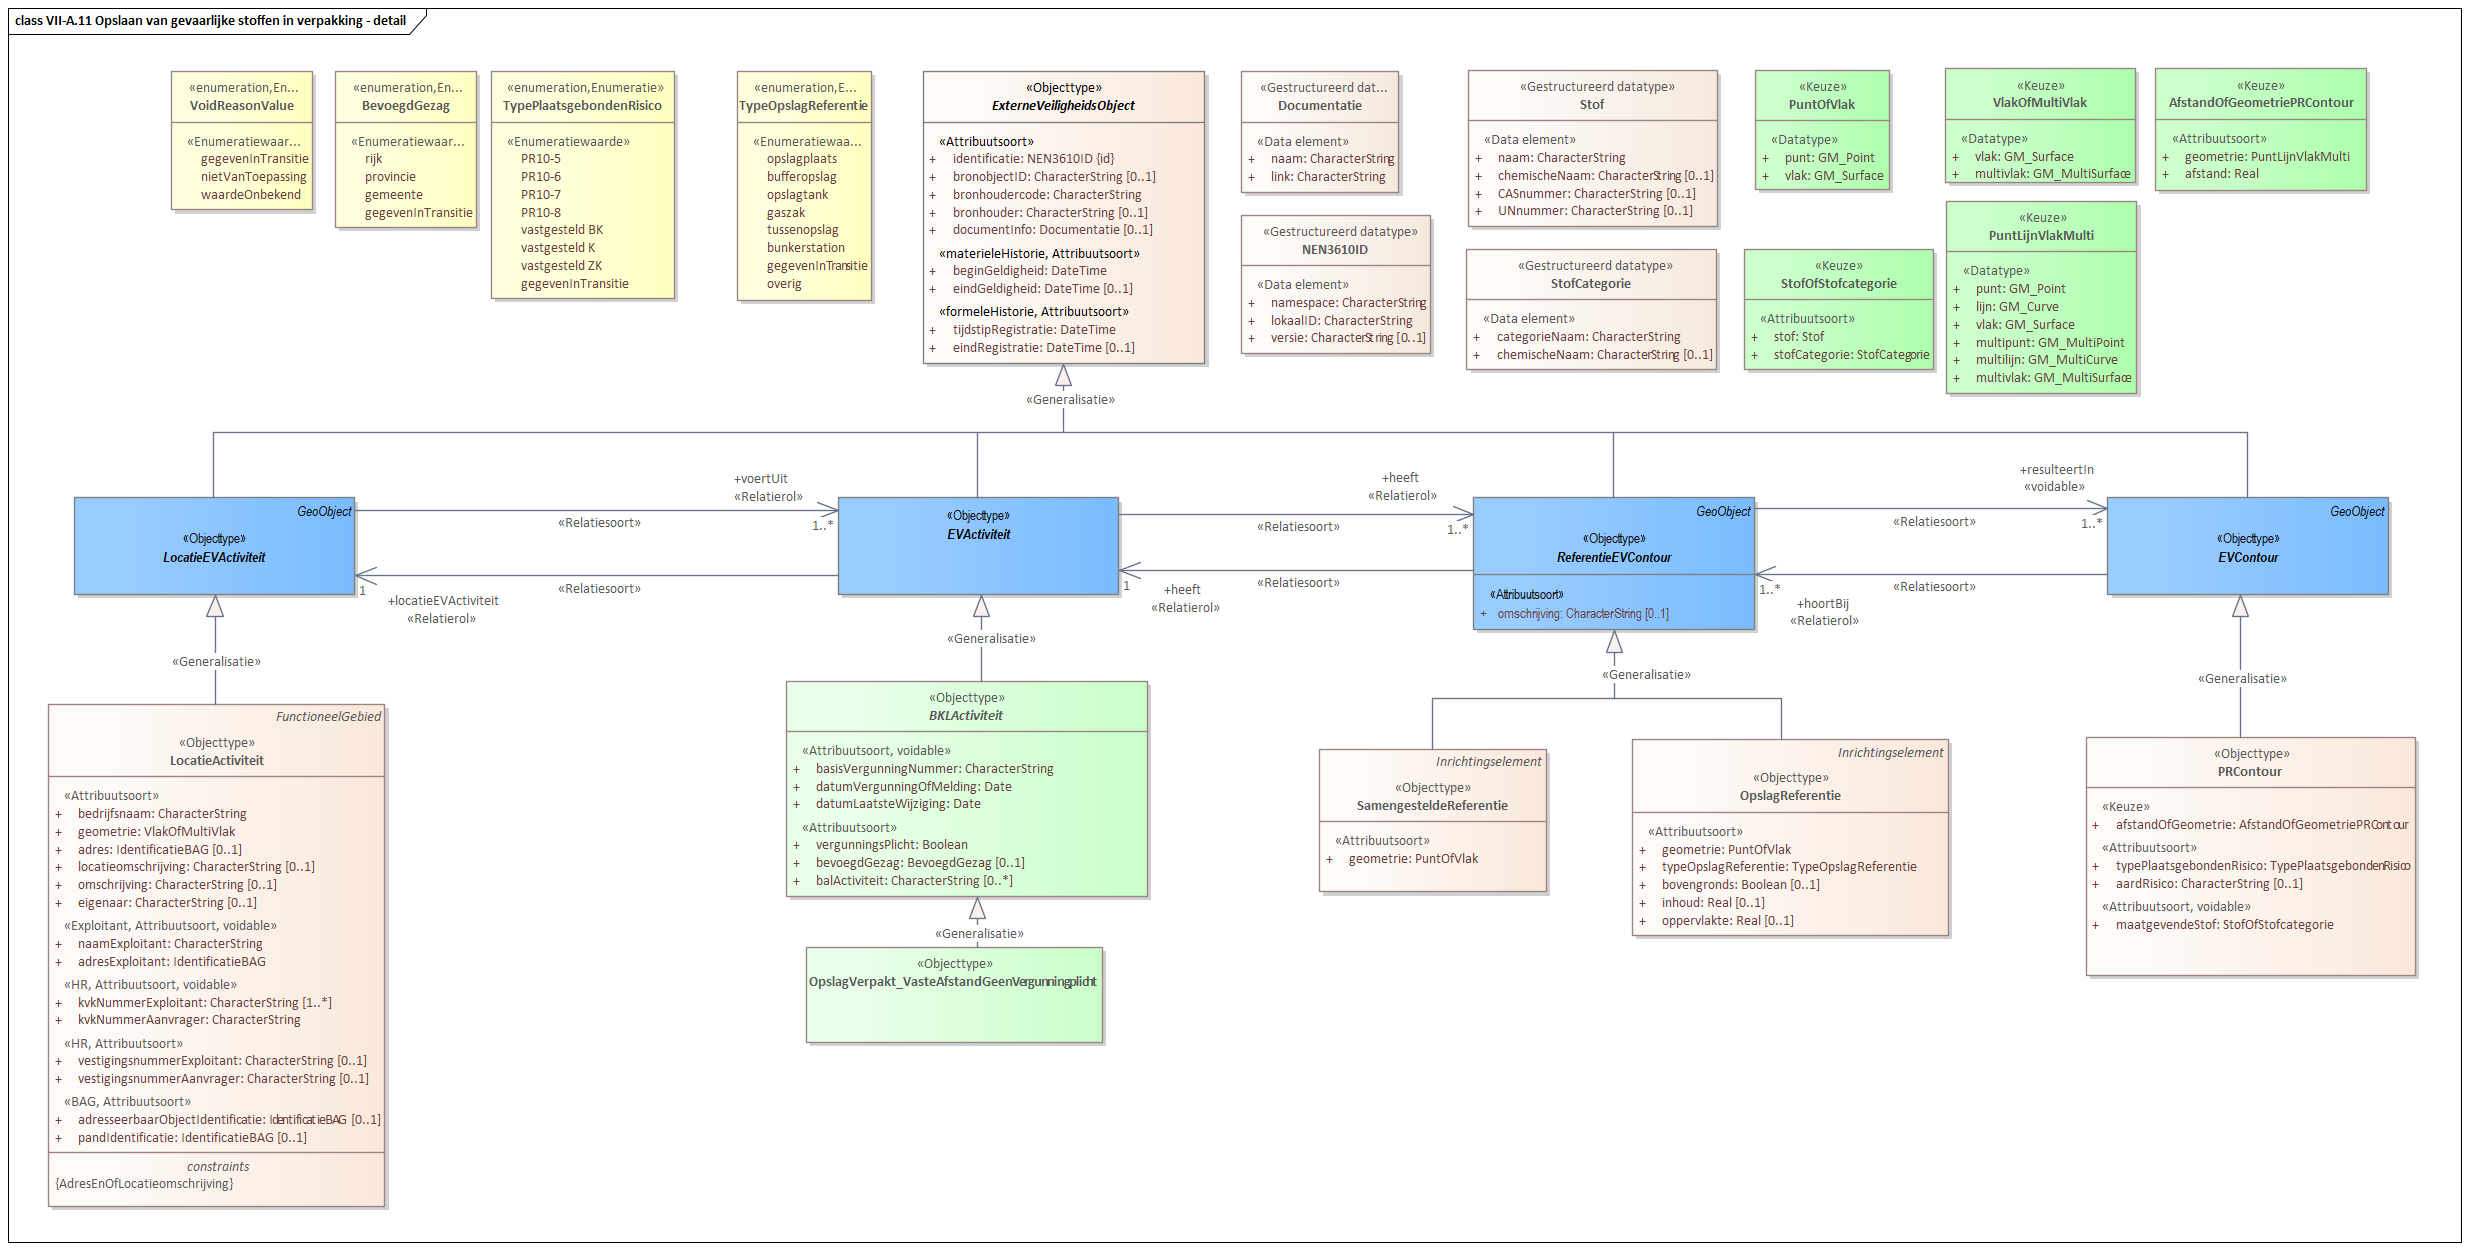 class VII-A.11 Opslaan van gevaarlijke stoffen in verpakking - detail
«enumeration,En...
VoidReasonValue
«Enumeratiewaar...
gegevenInTransitie
nietVanToepassing
waardeOnbekend
«enumeration,En...
BevoegdGezag
«Enumeratiewaar...
rijk
provincie
gemeente
gegevenInTransitie
«enumeration,Enumeratie»
TypePlaatsgebondenRisico
«Enumeratiewaarde»
PR10-5
PR10-6
PR10-7
PR10-8
vastgesteld BK
vastgesteld K
vastgesteld ZK
gegevenInTransitie
«enumeration,E...
TypeOpslagReferentie
«Enumeratiewaa...
opslagplaats
bufferopslag
opslagtank
gaszak
tussenopslag
bunkerstation
gegevenInTransitie
overig
«Objecttype»
ExterneVeiligheidsObject
«Attribuutsoort»
+ identificatie: NEN3610ID {id}
+ bronobjectID: CharacterString [0..1]
+ bronhoudercode: CharacterString
+ bronhouder: CharacterString [0..1]
+ documentInfo: Documentatie [0..1]
«materieleHistorie, Attribuutsoort»
+ beginGeldigheid: DateTime
+ eindGeldigheid: DateTime [0..1]
«formeleHistorie, Attribuutsoort»
+ tijdstipRegistratie: DateTime
+ eindRegistratie: DateTime [0..1]
«Gestructureerd dat...
Documentatie
«Data element»
+ naam: CharacterString
+ link: CharacterString
«Gestructureerd datatype»
NEN3610ID
«Data element»
+ namespace: CharacterString
+ lokaalID: CharacterString
+ versie: CharacterString [0..1]
«Gestructureerd datatype»
Stof
«Data element»
+ naam: CharacterString
+ chemischeNaam: CharacterString [0..1]
+ CASnummer: CharacterString [0..1]
+ UNnummer: CharacterString [0..1]
«Gestructureerd datatype»
StofCategorie
«Data element»
+ categorieNaam: CharacterString
+ chemischeNaam: CharacterString [0..1]
«Keuze»
PuntOfVlak
«Datatype»
+ punt: GM_Point
+ vlak: GM_Surface
«Keuze»
StofOfStofcategorie
«Attribuutsoort»
+ stof: Stof
+ stofCategorie: StofCategorie
«Keuze»
VlakOfMultiVlak
«Datatype»
+ vlak: GM_Surface
+ multivlak: GM_MultiSurface
«Keuze»
PuntLijnVlakMulti
«Datatype»
+ punt: GM_Point
+ lijn: GM_Curve
+ vlak: GM_Surface
+ multipunt: GM_MultiPoint
+ multilijn: GM_MultiCurve
+ multivlak: GM_MultiSurface
«Keuze»
AfstandOfGeometriePRContour
«Attribuutsoort»
+ geometrie: PuntLijnVlakMulti
+ afstand: Real
«Generalisatie»
GeoObject
«Objecttype»
LocatieEVActiviteit
+voertUit
«Relatierol»
1..*
«Relatiesoort»
«Relatiesoort»
1
+locatieEVActiviteit
«Relatierol»
«Objecttype»
EVActiviteit
+heeft
«Relatierol»
1..*
«Relatiesoort»
«Relatiesoort»
1
+heeft
«Relatierol»
GeoObject
«Objecttype»
ReferentieEVContour
«Attribuutsoort»
+ omschrijving: CharacterString [0..1]
+resulteertIn
«voidable»
1..*
«Relatiesoort»
«Relatiesoort»
1..*
+hoortBij
«Relatierol»
GeoObject
«Objecttype»
EVContour
«Generalisatie»
«Generalisatie»
«Generalisatie»
«Generalisatie»
FunctioneelGebied
«Objecttype»
LocatieActiviteit
«Attribuutsoort»
+ bedrijfsnaam: CharacterString
+ geometrie: VlakOfMultiVlak
+ adres: IdentificatieBAG [0..1]
+ locatieomschrijving: CharacterString [0..1]
+ omschrijving: CharacterString [0..1]
+ eigenaar: CharacterString [0..1]
«Exploitant, Attribuutsoort, voidable»
+ naamExploitant: CharacterString
+ adresExploitant: IdentificatieBAG
«HR, Attribuutsoort, voidable»
+ kvkNummerExploitant: CharacterString [1..*]
+ kvkNummerAanvrager: CharacterString
«HR, Attribuutsoort»
+ vestigingsnummerExploitant: CharacterString [0..1]
+ vestigingsnummerAanvrager: CharacterString [0..1]
«BAG, Attribuutsoort»
+ adresseerbaarObjectIdentificatie: IdentificatieBAG [0..1]
+ pandIdentificatie: IdentificatieBAG [0..1]
constraints
{AdresEnOfLocatieomschrijving}
«Objecttype»
BKLActiviteit
«Attribuutsoort, voidable»
+ basisVergunningNummer: CharacterString
+ datumVergunningOfMelding: Date
+ datumLaatsteWijziging: Date
«Attribuutsoort»
+ vergunningsPlicht: Boolean
+ bevoegdGezag: BevoegdGezag [0..1]
+ balActiviteit: CharacterString [0..*]
«Generalisatie»
«Objecttype»
OpslagVerpakt_VasteAfstandGeenVergunningplicht
Inrichtingselement
«Objecttype»
SamengesteldeReferentie
«Attribuutsoort»
+ geometrie: PuntOfVlak
Inrichtingselement
«Objecttype»
OpslagReferentie
«Attribuutsoort»
+ geometrie: PuntOfVlak
+ typeOpslagReferentie: TypeOpslagReferentie
+ bovengronds: Boolean [0..1]
+ inhoud: Real [0..1]
+ oppervlakte: Real [0..1]
«Objecttype»
PRContour
«Keuze»
+ afstandOfGeometrie: AfstandOfGeometriePRContour
«Attribuutsoort»
+ typePlaatsgebondenRisico: TypePlaatsgebondenRisico
+ aardRisico: CharacterString [0..1]
«Attribuutsoort, voidable»
+ maatgevendeStof: StofOfStofcategorie